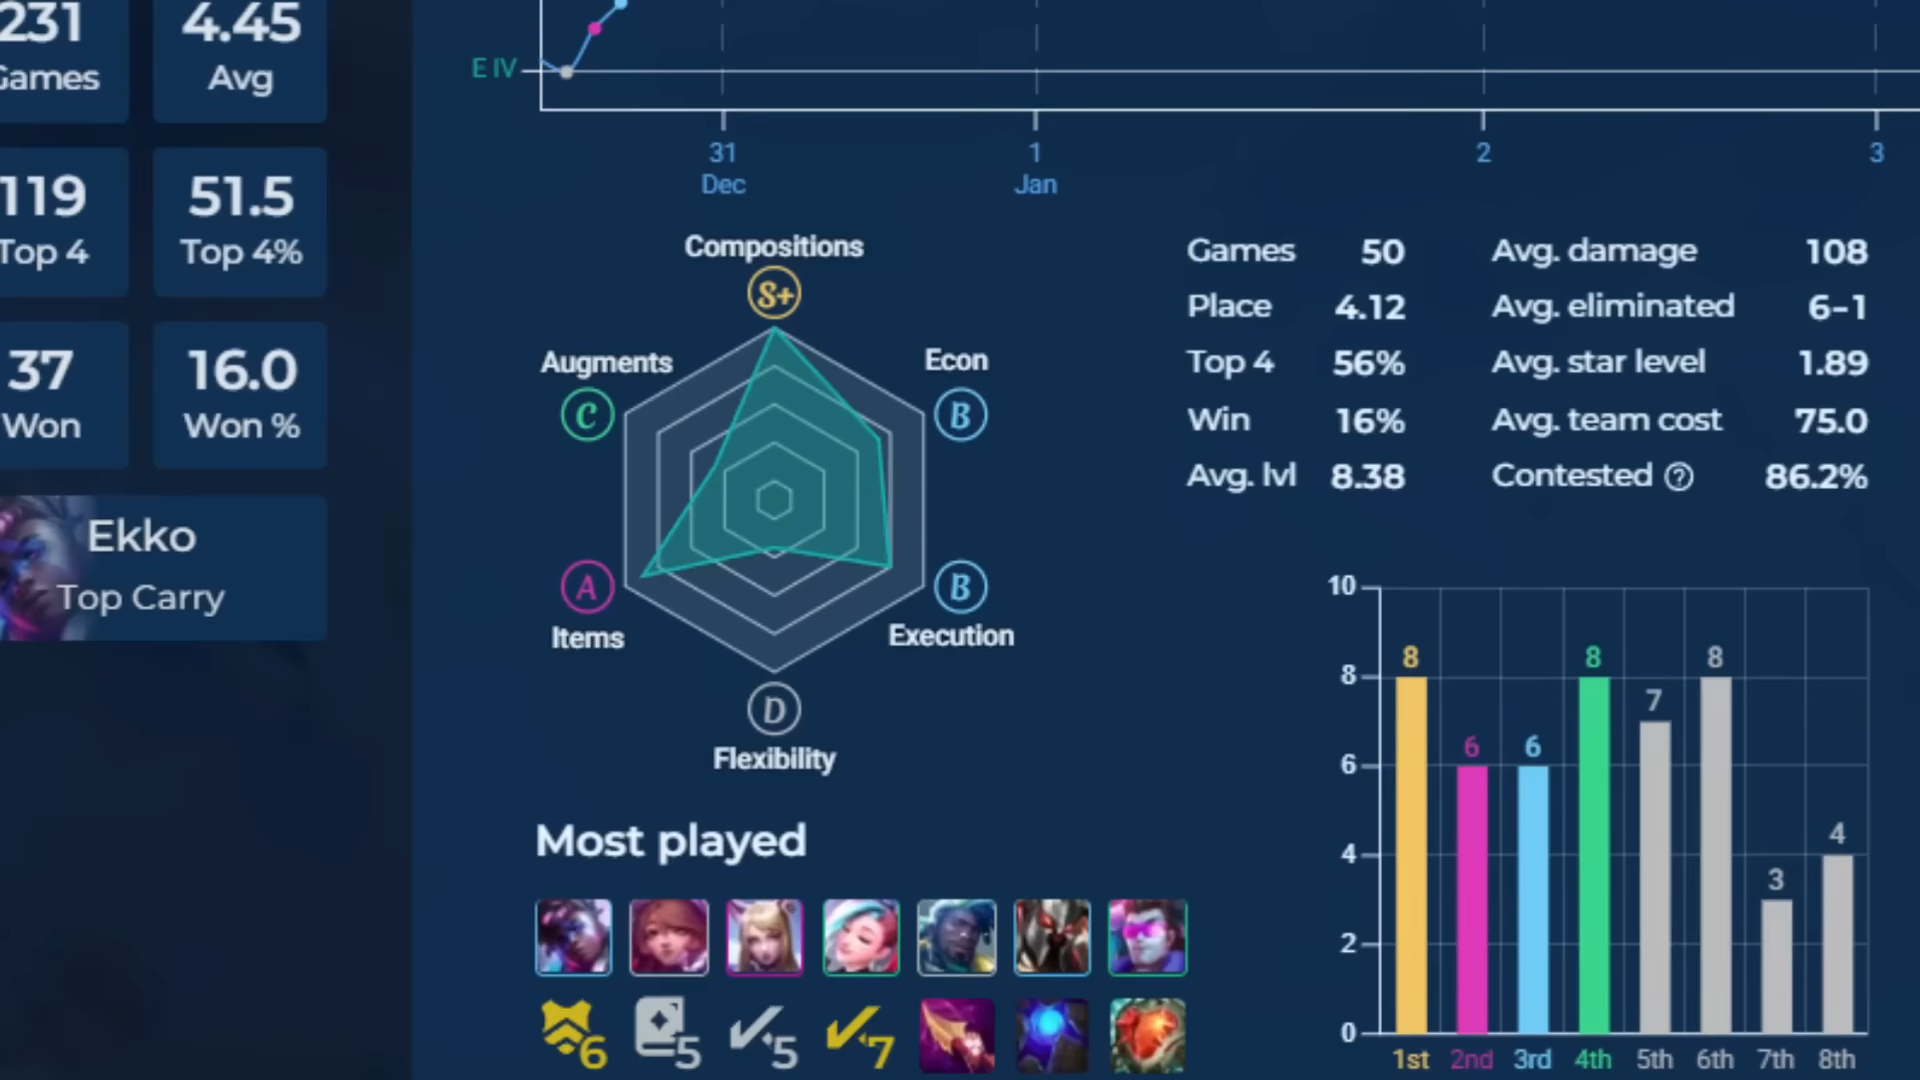 231
Games
4.45
Avg
119
Top 4
51.5
Top 4%
37
Won
16.0
Won %
Ekko
Top Carry
E IV
31
Dec
1
Jan
2
3
Compositions
S+
Augments
C
Econ
B
A
Items
B
Execution
D
Flexibility
Games 50
Place 4.12
Top 4 56%
Win 16%
Avg. lvl 8.38
Avg. damage 108
Avg. eliminated 6-1
Avg. star level 1.89
Avg. team cost 75.0
Contested ? 86.2%
10
8
6
4
2
0
8
6
6
8
7
8
3
4
1st 2nd 3rd 4th 5th 6th 7th 8th
Most played
6 5 5 7